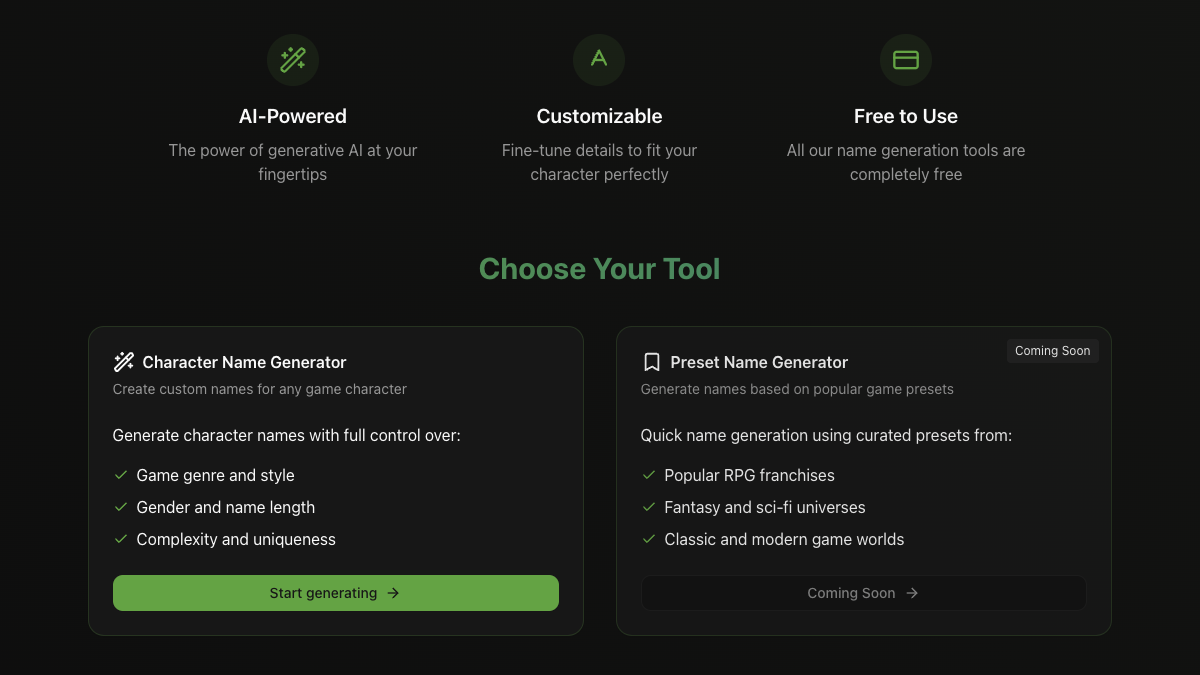 AI-Powered
The power of generative AI at your
fingertips
Customizable
Fine-tune details to fit your
character perfectly
Free to Use
All our name generation tools are
completely free
Choose Your Tool
Character Name Generator
Create custom names for any game character
Generate character names with full control over:
Game genre and style
Gender and name length
Complexity and uniqueness
Start generating
Coming Soon
Preset Name Generator
Generate names based on popular game presets
Quick name generation using curated presets from:
Popular RPG franchises
Fantasy and sci-fi universes
Classic and modern game worlds
Coming Soon